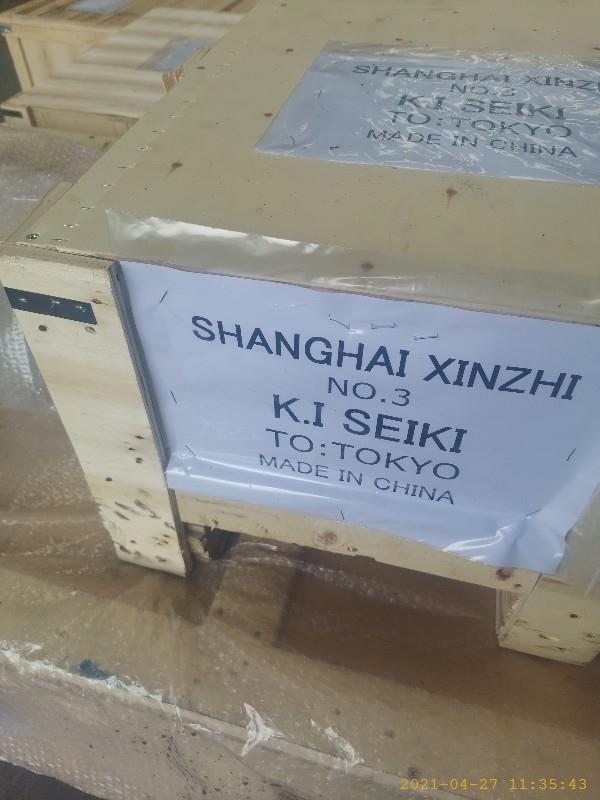 SHANGHAI XINZHI
NO.3
K.I SEIKI
TO:TOKYO
MADE IN CHINA
SHANGHAI XINZHI
NO.3
K.I SEIKI
TO:TOKYO
MADE IN CHINA
2021-04-27 11:35:43